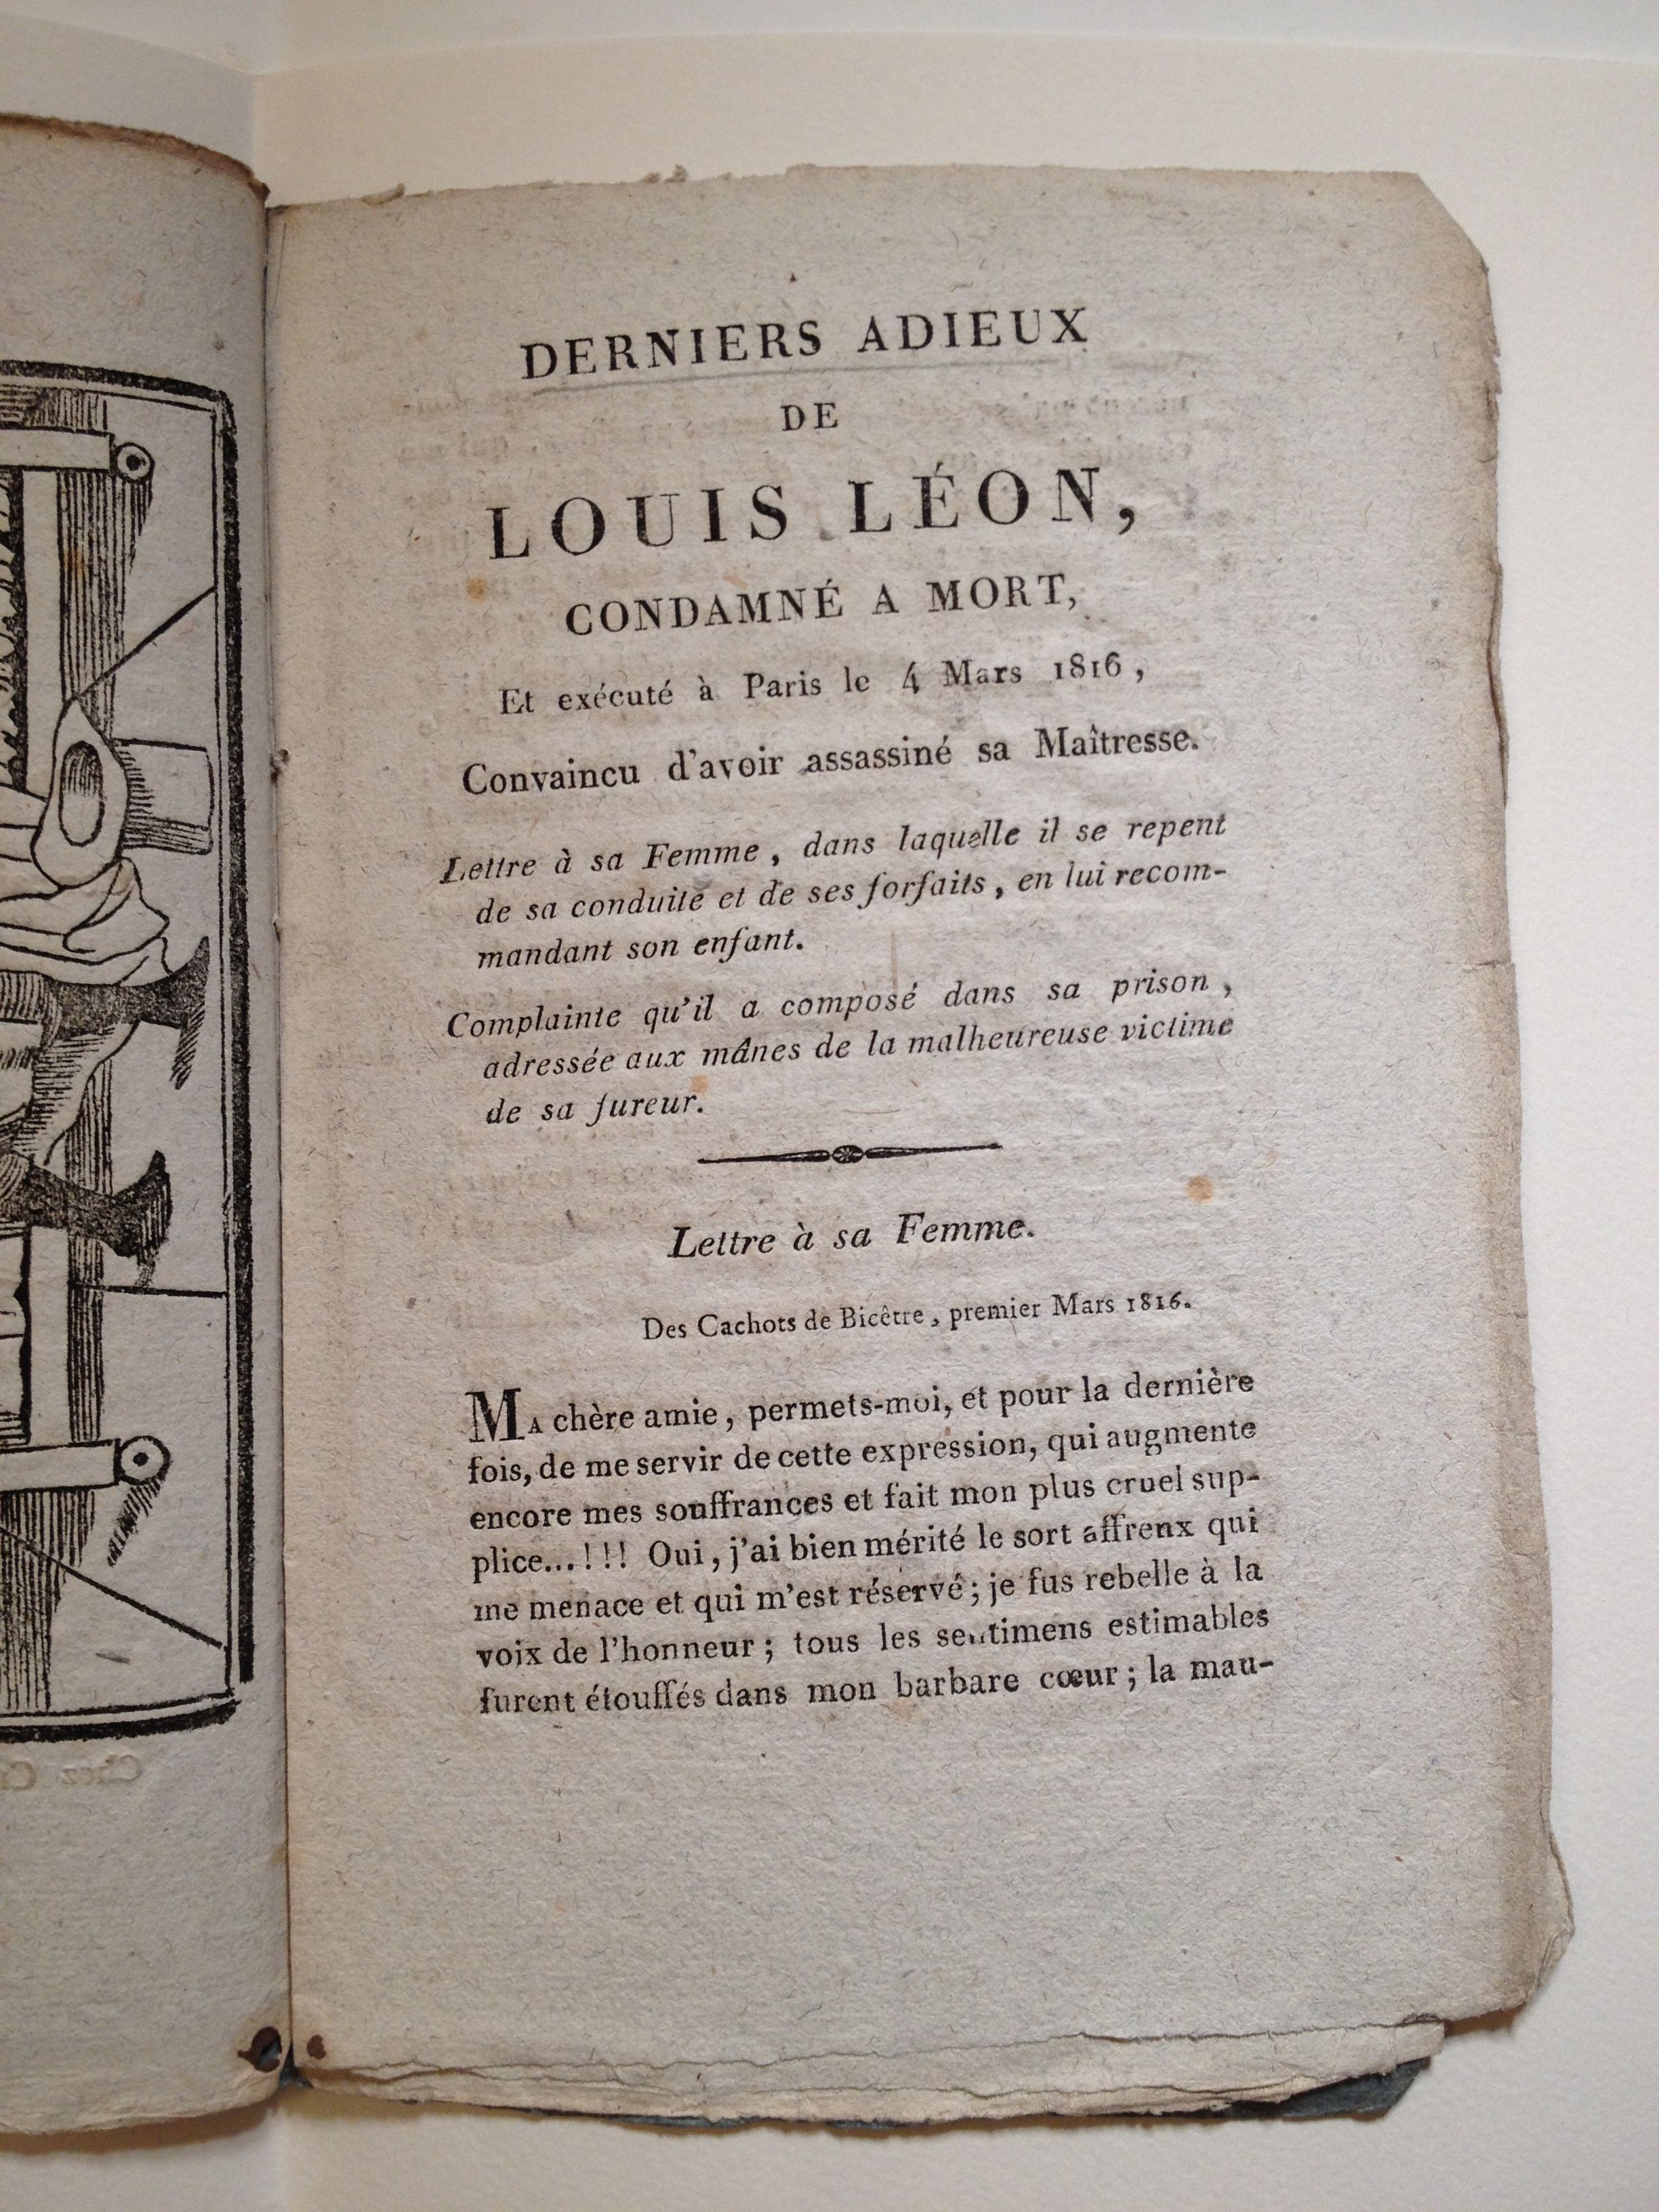 DERNIERS ADIEUX
DE
LOUIS LÉON,
CONDAMNÉ A MORT,
Et exécuté à Paris le 4 Mars 1816,
Convaincu d'avoir assassiné sa Maîtresse.
Lettre à sa Femme, dans laquelle il se repent
de sa conduite et de ses forfaits, en lui recom-
mandant son enfant.
Complainte qu'il a composé dans sa prison,
adressée aux mânes de la malheureuse victime
de sa fureur.
Lettre à sa Femme.
Des Cachots de Bicêtre, premier Mars 1816.
MA chère amie, permets-moi, et pour la dernière
fois, de me servir de cette expression, qui augmente
encore mes souffrances et fait mon plus cruel sup-
plice...!!! Oui, j'ai bien mérité le sort affrenx qui
me menace et qui m'est réservé; je fus rebelle à la
voix de l'honneur; tous les sentimens estimables
furent étouffés dans mon barbare cœur; la mau-
Chez